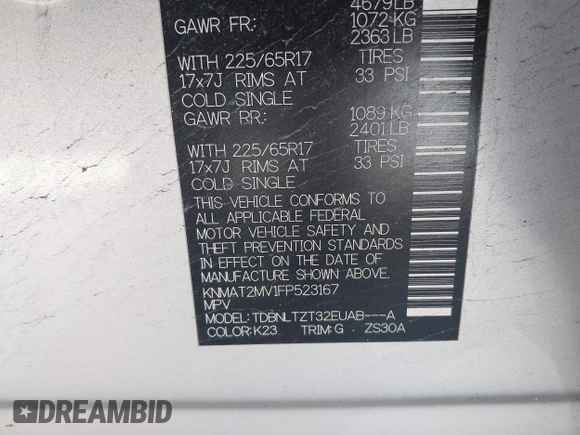 4679 LB
GAWR FR: 1072 KG
2363 LB
WITH 225/65R17 TIRES
17x7J RIMS AT 33 PSI
COLD SINGLE
GAWR RR: 1089 KG
2401 LB
WITH 225/65R17 TIRES
17x7J RIMS AT 33 PSI
COLD SINGLE
THIS VEHICLE CONFORMS TO
ALL APPLICABLE FEDERAL
MOTOR VEHICLE SAFETY AND
THEFT PREVENTION STANDARDS
IN EFFECT ON THE DATE OF
MANUFACTURE SHOWN ABOVE.
KNMAT2MV1FP523167
MPV
MODEL: TDBNLTZT32EUAB---A
COLOR: K23 TRIM: G ZS30A
DREAMBID